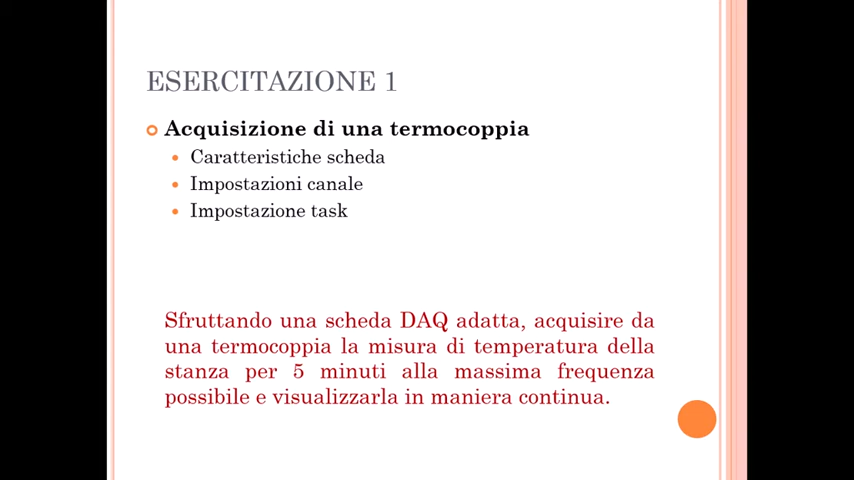 ESERCITAZIONE 1
Acquisizione di una termocoppia
Caratteristiche scheda
Impostazioni canale
Impostazione task
Sfruttando una scheda DAQ adatta, acquisire da
una termocoppia la misura di temperatura della
stanza per 5 minuti alla massima frequenza
possibile e visualizzarla in maniera continua.